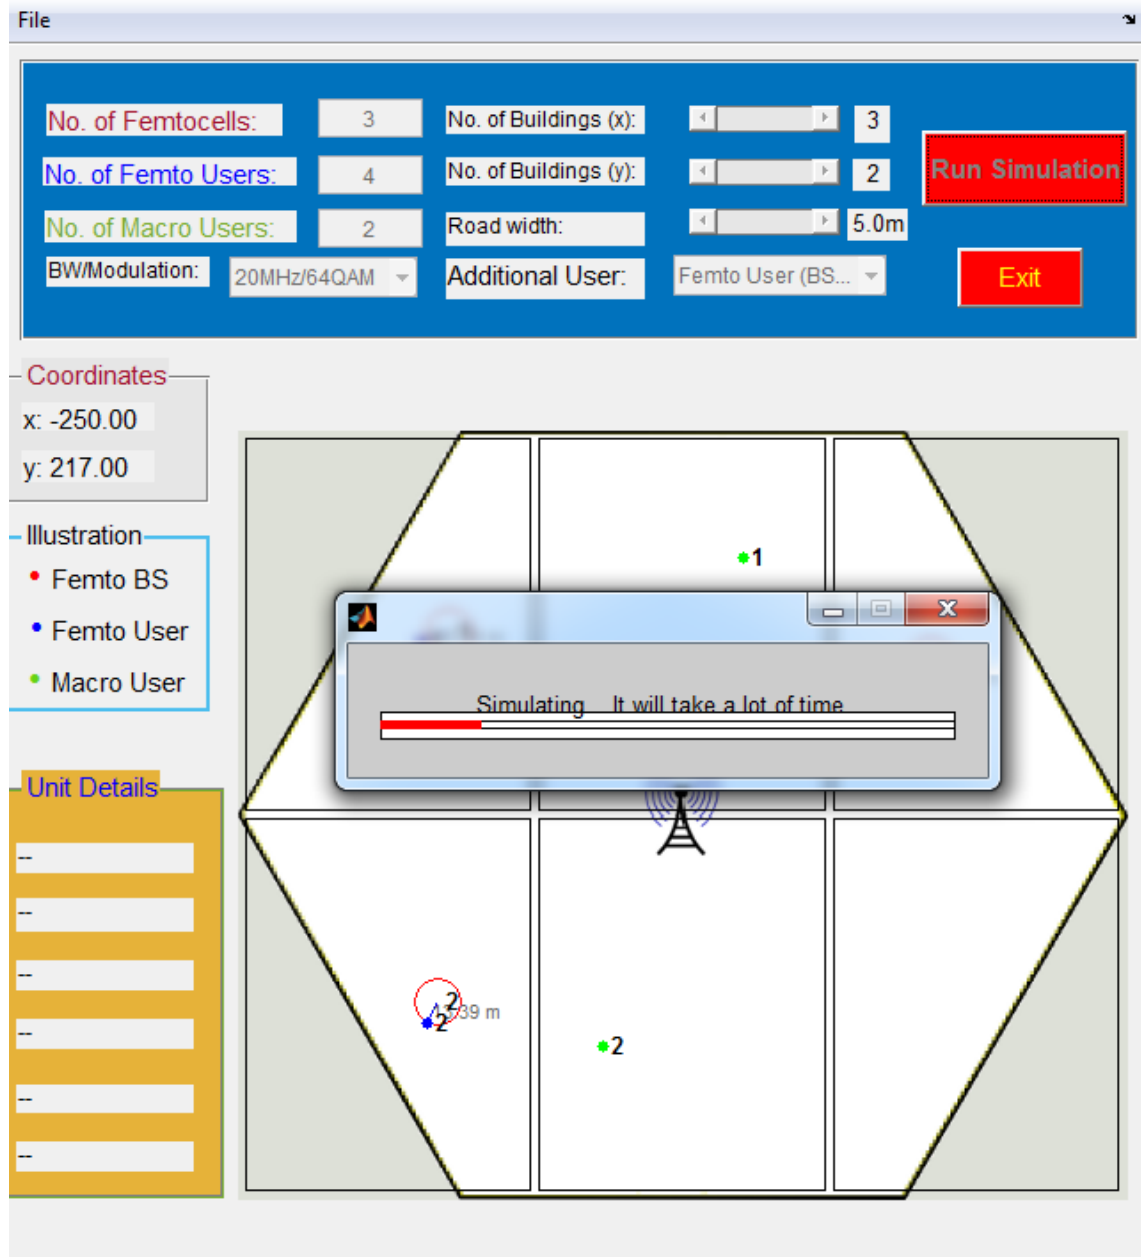 File
No. of Femtocells: 3 No. of Buildings (x): 3
No. of Femto Users: 4 No. of Buildings (y): 2 Run Simulation
No. of Macro Users: 2 Road width: 5.0m
BW/Modulation: 20MHz/64QAM Additional User: Femto User (BS... Exit
Coordinates
x: -250.00
y: 217.00
Illustration
Femto BS
Femto User
Macro User
1
Simulating It will take a lot of time
Unit Details
--
--
--
--
--
--
2
2
39 m
2